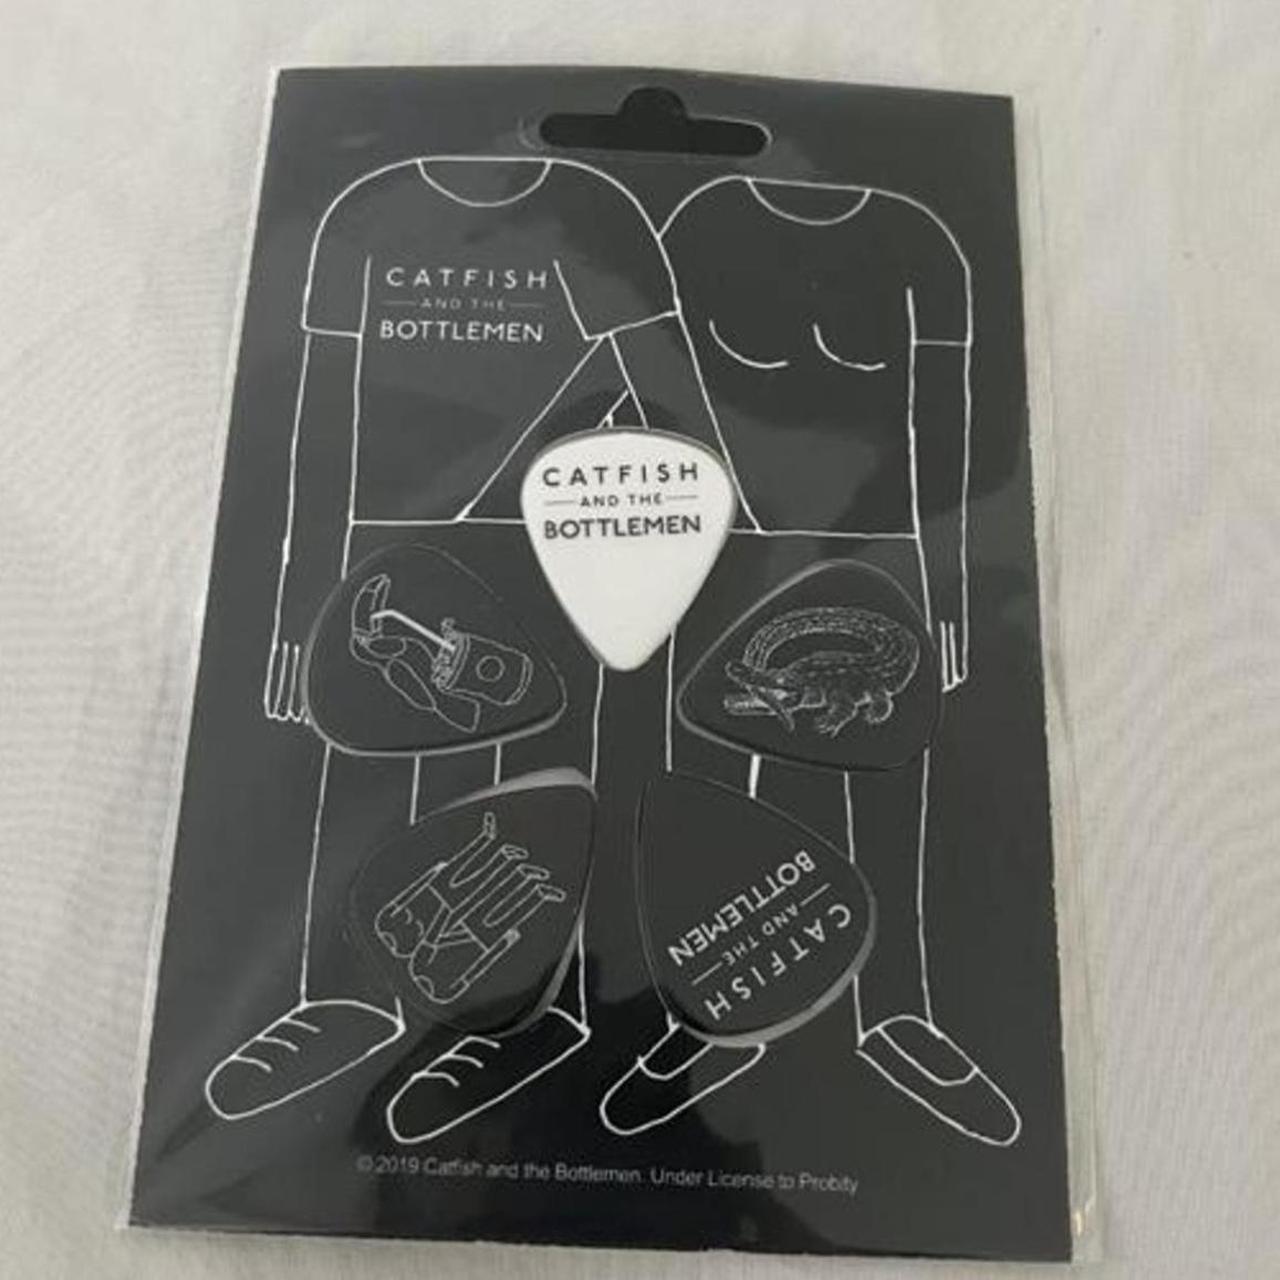 CATFISH
AND THE
BOTTLEMEN
CATFISH
AND THE
BOTTLEMEN
CATFISH
AND THE
BOTTLEMEN
© 2019 Catfish and the Bottlemen. Under License to Probity